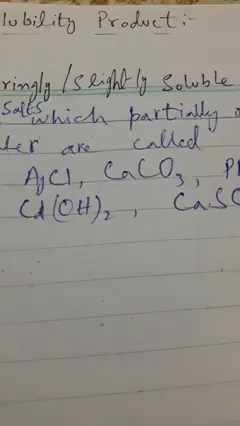 lubility Product:-
ringly/slightly soluble
salts which partially
ter are called
AgCl, CaCO₃, P
Cd(OH)₂, CaS